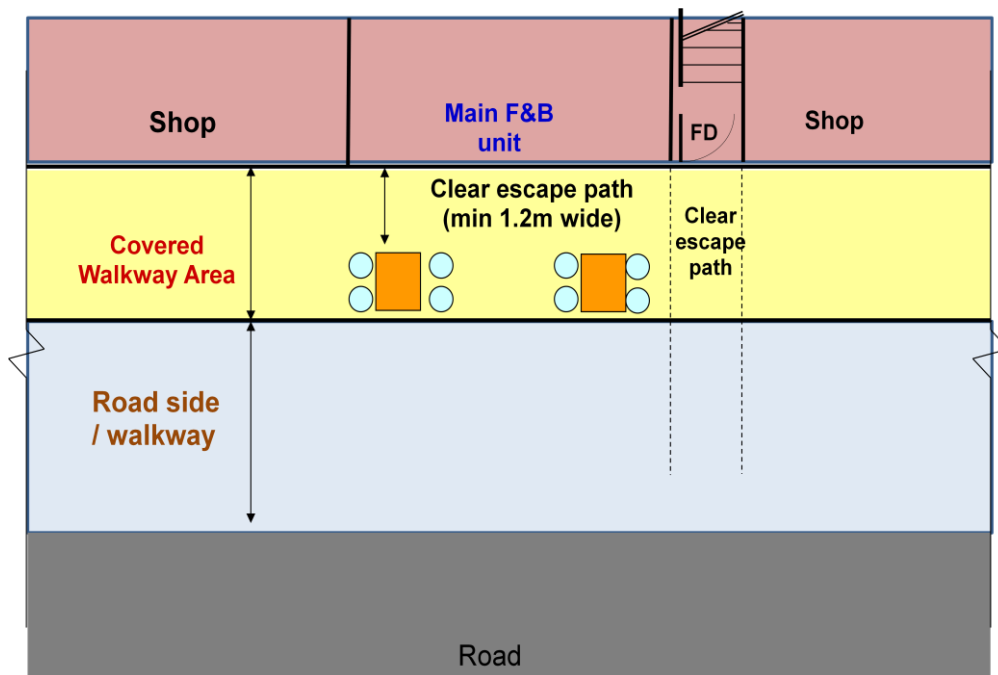 Shop
Main F&B
unit
FD
Shop
Clear escape path
(min 1.2m wide)
Clear
escape
path
Covered
Walkway Area
Road side
/ walkway
Road